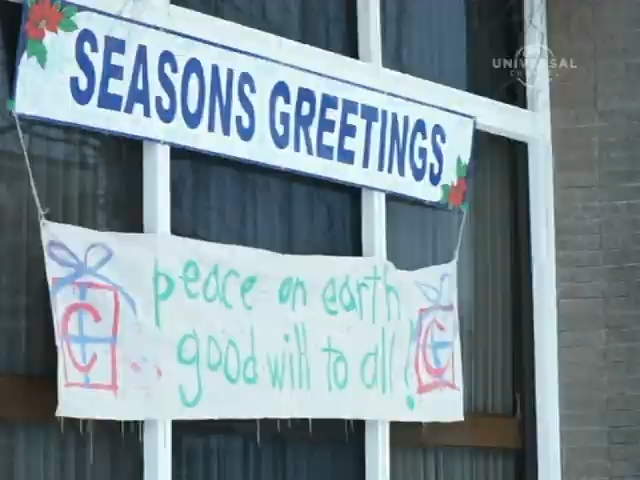 SEASONS GREETINGS
UNIVERSAL
peace on earth
good will to all!